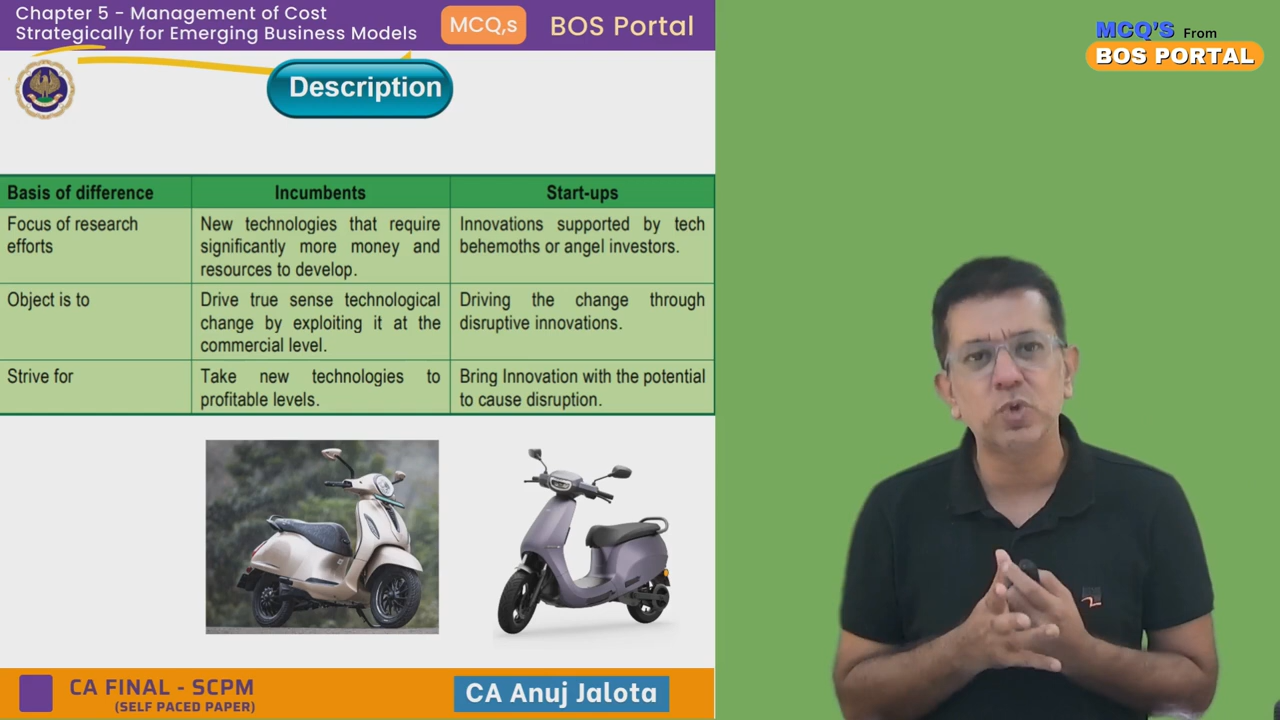 Chapter 5 - Management of Cost
Strategically for Emerging Business Models
MCQ,s
BOS Portal
MCQ'S From
BOS PORTAL
Description
Basis of difference
Incumbents
Start-ups
Focus of research
efforts
New technologies that require
significantly more money and
resources to develop.
Innovations supported by tech
behemoths or angel investors.
Object is to
Drive true sense technological
change by exploiting it at the
commercial level.
Driving the change through
disruptive innovations.
Strive for
Take new technologies to
profitable levels.
Bring Innovation with the potential
to cause disruption.
CA FINAL - SCPM
(SELF PACED PAPER)
CA Anuj Jalota